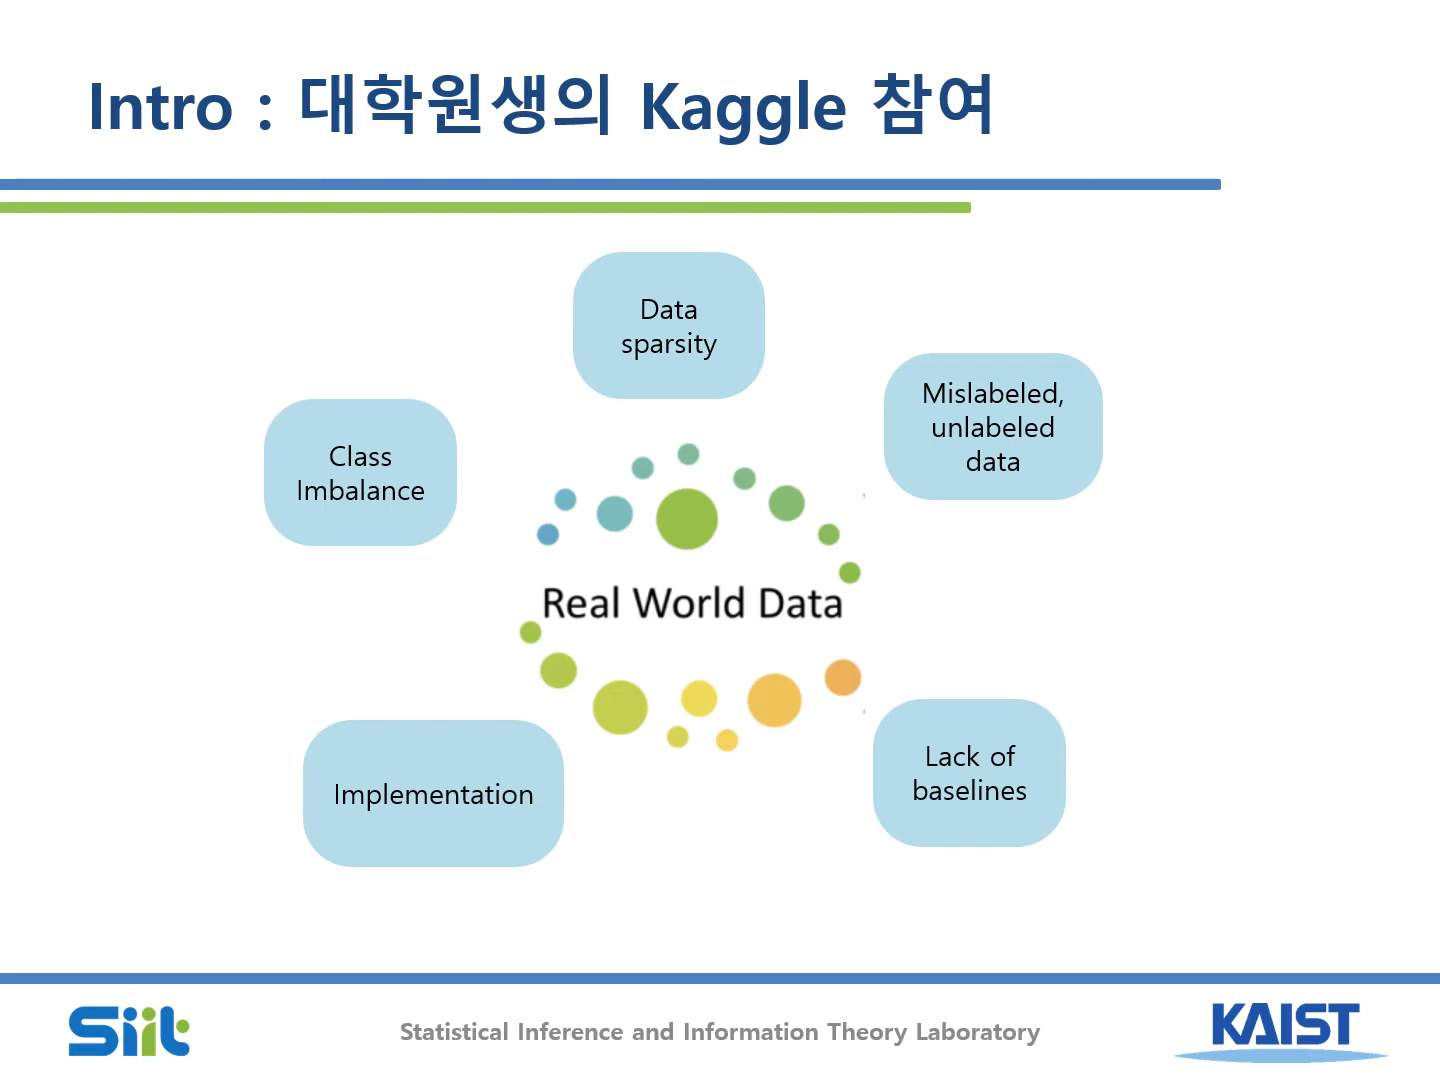 Intro : 대학원생의 Kaggle 참여
Data
sparsity
Mislabeled,
unlabeled
data
Class
Imbalance
Real World Data
Implementation
Lack of
baselines
Siit
Statistical Inference and Information Theory Laboratory
KAIST